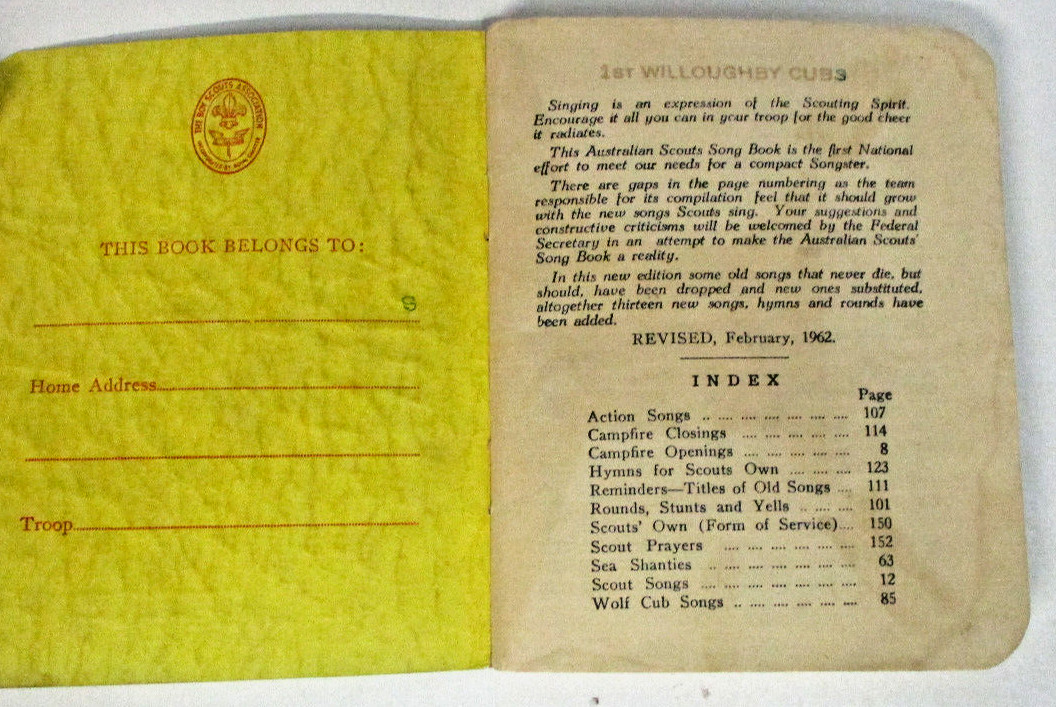 THE BOY SCOUTS ASSOCIATION
INCORPORATED BY ROYAL CHARTER
THIS BOOK BELONGS TO:
S
Home Address
Troop
1ST WILLOUGHBY CUBS
Singing is an expression of the Scouting Spirit.
Encourage it all you can in your troop for the good cheer
it radiates.
This Australian Scouts Song Book is the first National
effort to meet our needs for a compact Songster.
There are gaps in the page numbering as the team
responsible for its compilation feel that it should grow
with the new songs Scouts sing. Your suggestions and
constructive criticisms will be welcomed by the Federal
Secretary in an attempt to make the Australian Scouts'
Song Book a reality.
In this new edition some old songs that never die, but
should, have been dropped and new ones substituted,
altogether thirteen new songs, hymns and rounds have
been added.
REVISED, February, 1962.
INDEX
Page
Action Songs .. .... .... .... .... .... .... 107
Campfire Closings .... .... .... .... .... 114
Campfire Openings .... .... .... .... .... 8
Hymns for Scouts Own .... .... .... 123
Reminders—Titles of Old Songs .... 111
Rounds, Stunts and Yells .. .... .... 101
Scouts' Own (Form of Service).... 150
Scout Prayers .... .... .... .... .... .... 152
Sea Shanties .. .... .... .... .... .... .... 63
Scout Songs .... .... .... .... .... .... .... 12
Wolf Cub Songs .. .... .... .... .... .... 85